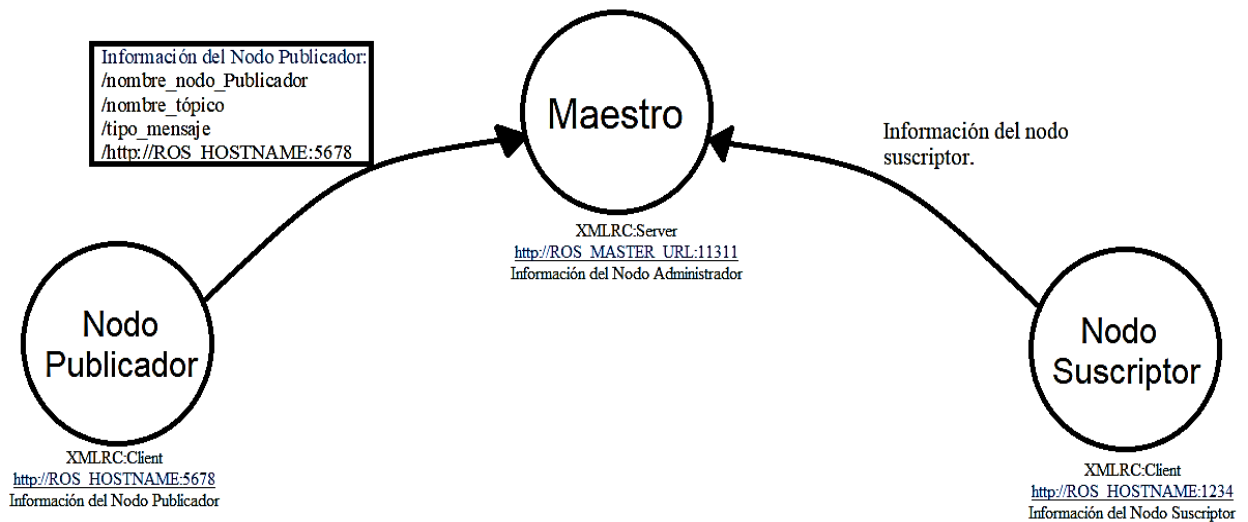 Información del Nodo Publicador:
/nombre_nodo_Publicador
/nombre_tópico
/tipo_mensaje
/http://ROS_HOSTNAME:5678
Maestro
XMLRC:Server
http://ROS_MASTER_URL:11311
Información del Nodo Administrador
Información del nodo
suscriptor.
Nodo
Publicador
XMLRC:Client
http://ROS_HOSTNAME:5678
Información del Nodo Publicador
Nodo
Suscriptor
XMLRC:Client
http://ROS_HOSTNAME:1234
Información del Nodo Suscriptor